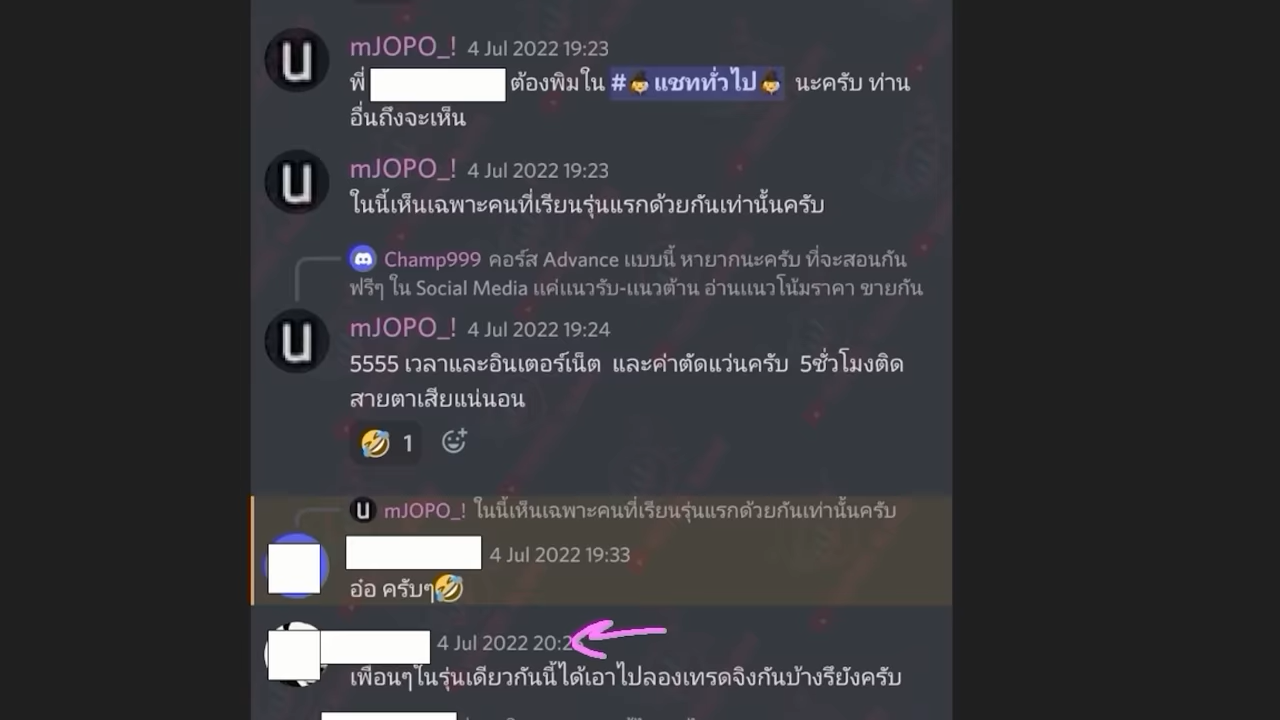 mJOPO_! 4 Jul 2022 19:23
พี่ ต้องพิมใน #แชททั่วไป นะครับ ท่าน
อื่นถึงจะเห็น
mJOPO_! 4 Jul 2022 19:23
ในนี้เห็นเฉพาะคนที่เรียนรุ่นแรกด้วยกันเท่านั้นครับ
Champ999 คอร์ส Advance แบบนี้ หายากนะครับ ที่จะสอนกัน
ฟรีๆ ใน Social Media แค่แนวรับ-แนวต้าน อ่านแนวโน้มราคา ขายกัน
mJOPO_! 4 Jul 2022 19:24
5555 เวลาและอินเตอร์เน็ต และค่าตัดแว่นครับ 5ชั่วโมงติด
สายตาเสียแน่นอน
🤣 1
mJOPO_! ในนี้เห็นเฉพาะคนที่เรียนรุ่นแรกด้วยกันเท่านั้นครับ
4 Jul 2022 19:33
อ๋อ ครับๆ🤣
4 Jul 2022
เพื่อนๆในรุ่นเดียวกันนี้ได้เอาไปลองเทรดจิงกันบ้างรึยังครับ